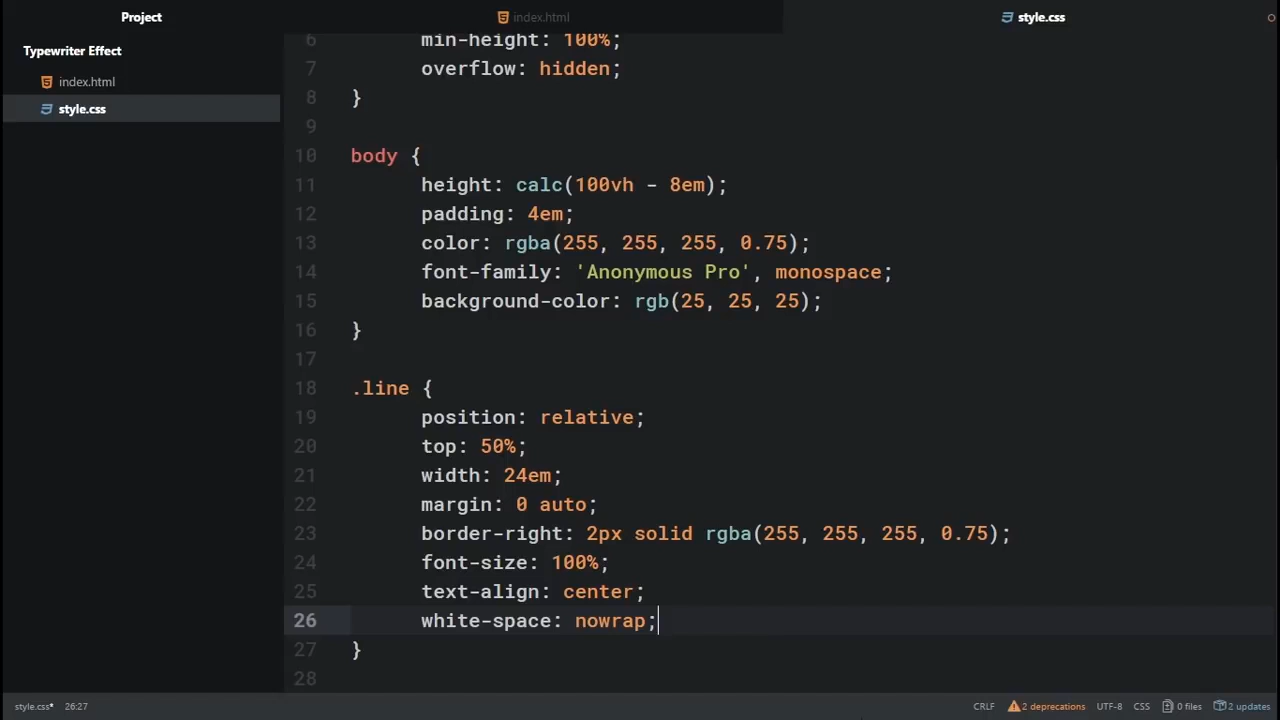 Project
index.html
style.css
Typewriter Effect
index.html
style.css
6 min-height: 100%;
7 overflow: hidden;
8 }
9
10 body {
11 height: calc(100vh - 8em);
12 padding: 4em;
13 color: rgba(255, 255, 255, 0.75);
14 font-family: 'Anonymous Pro', monospace;
15 background-color: rgb(25, 25, 25);
16 }
17
18 .line {
19 position: relative;
20 top: 50%;
21 width: 24em;
22 margin: 0 auto;
23 border-right: 2px solid rgba(255, 255, 255, 0.75);
24 font-size: 100%;
25 text-align: center;
26 white-space: nowrap;
27 }
28
style.css* 26:27 CRLF 2 deprecations UTF-8 CSS 0 files 2 updates